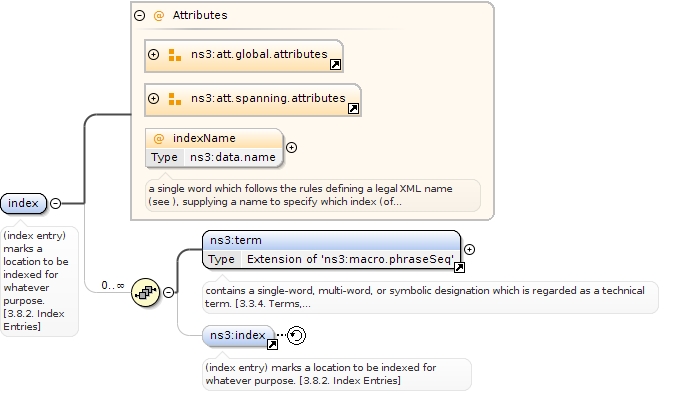 Attributes
ns3:att.global.attributes
ns3:att.spanning.attributes
indexName
Type ns3:data.name
a single word which follows the rules defining a legal XML name
(see ), supplying a name to specify which index (of...
index
(index entry)
marks a
location to be
indexed for
whatever
purpose.
[3.8.2. Index
Entries]
0..∞
ns3:term
Type Extension of 'ns3:macro.phraseSeq'
contains a single-word, multi-word, or symbolic designation which is regarded as a technical
term. [3.3.4. Terms,...
ns3:index
(index entry) marks a location to be indexed for
whatever purpose. [3.8.2. Index Entries]